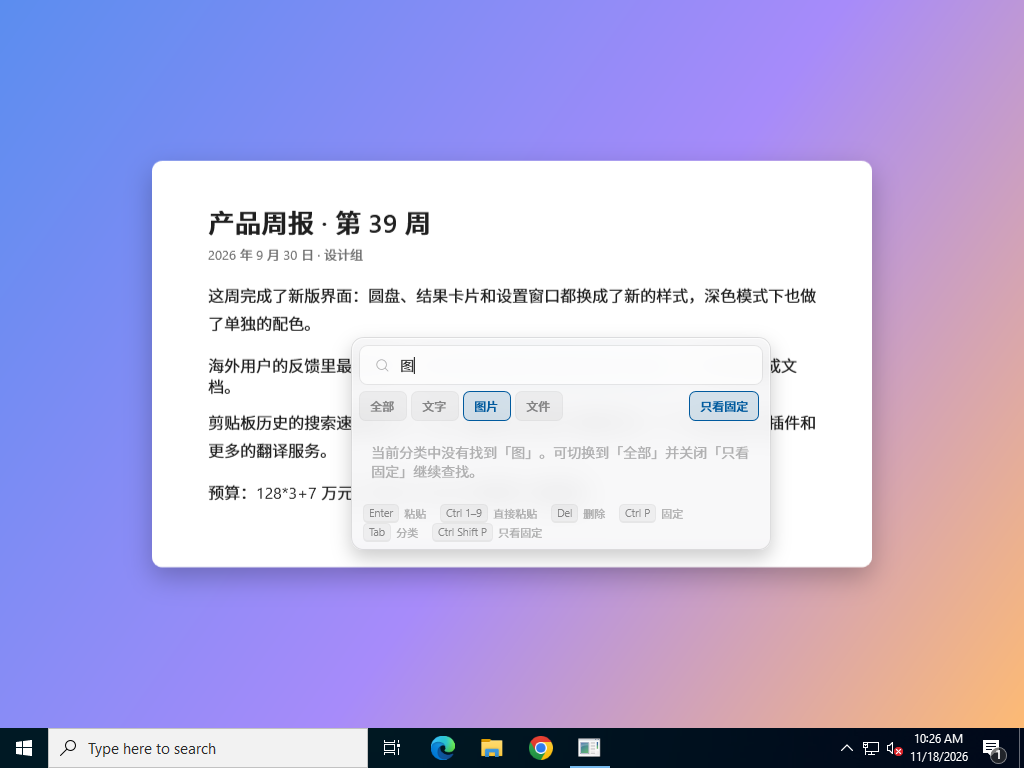 产品周报 · 第 39 周
2026 年 9 月 30 日 · 设计组
这周完成了新版界面：圆盘、结果卡片和设置窗口都换成了新的样式，深色模式下也做
了单独的配色。
海外用户的反馈里最
成文
档。
剪贴板历史的搜索速
插件和
更多的翻译服务。
预算：128*3+7 万元
图
全部 文字 图片 文件 只看固定
当前分类中没有找到「图」。可切换到「全部」并关闭「只看
固定」继续查找。
Enter 粘贴 Ctrl 1–9 直接粘贴 Del 删除 Ctrl P 固定
Tab 分类 Ctrl Shift P 只看固定
Type here to search
10:26 AM
11/18/2026
1